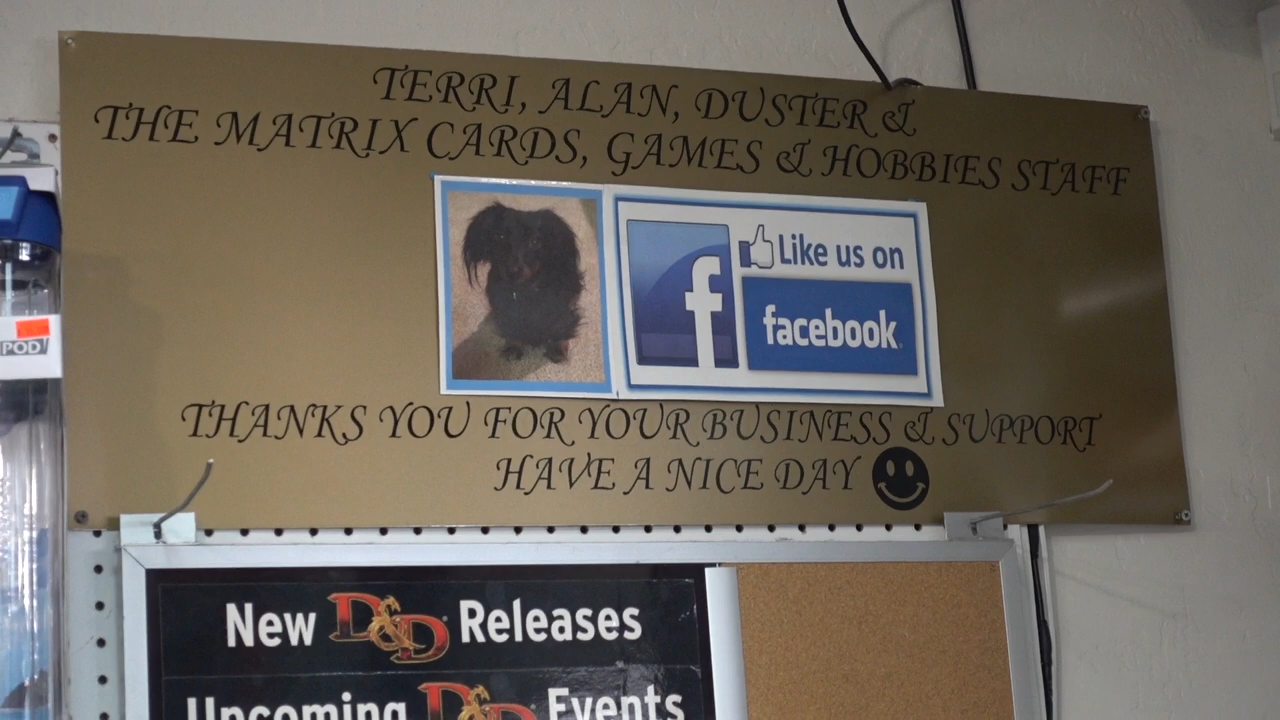 TERRI, ALAN, DUSTER &
THE MATRIX CARDS, GAMES & HOBBIES STAFF
f
Like us on
facebook
THANKS YOU FOR YOUR BUSINESS & SUPPORT
HAVE A NICE DAY
POD
New D&D Releases
Upcoming D&D Events